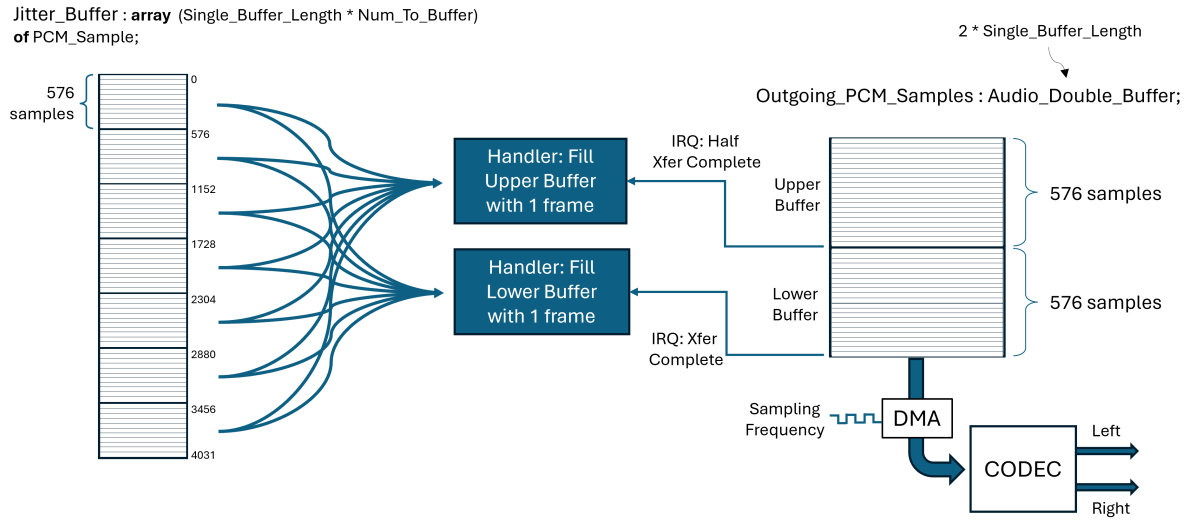 Jitter_Buffer : array (Single_Buffer_Length * Num_To_Buffer)
of PCM_Sample;
2 * Single_Buffer_Length
Outgoing_PCM_Samples : Audio_Double_Buffer;
576
samples
0
576
1152
1728
2304
2880
3456
4031
Handler: Fill
Upper Buffer
with 1 frame
Handler: Fill
Lower Buffer
with 1 frame
IRQ: Half
Xfer Complete
IRQ: Xfer
Complete
Upper
Buffer
Lower
Buffer
576 samples
576 samples
Sampling
Frequency
DMA
CODEC
Left
Right